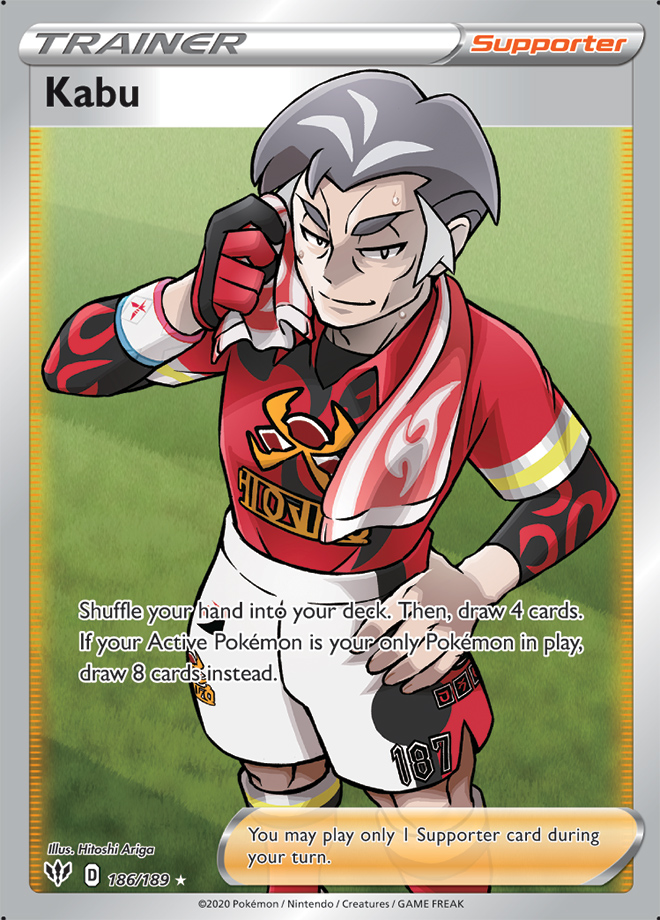 TRAINER
Supporter
Kabu
Shuffle your hand into your deck. Then, draw 4 cards.
If your Active Pokémon is your only Pokémon in play,
draw 8 cards instead.
187
You may play only 1 Supporter card during
your turn.
Illus. Hitoshi Ariga
D 186/189
©2020 Pokémon / Nintendo / Creatures / GAME FREAK